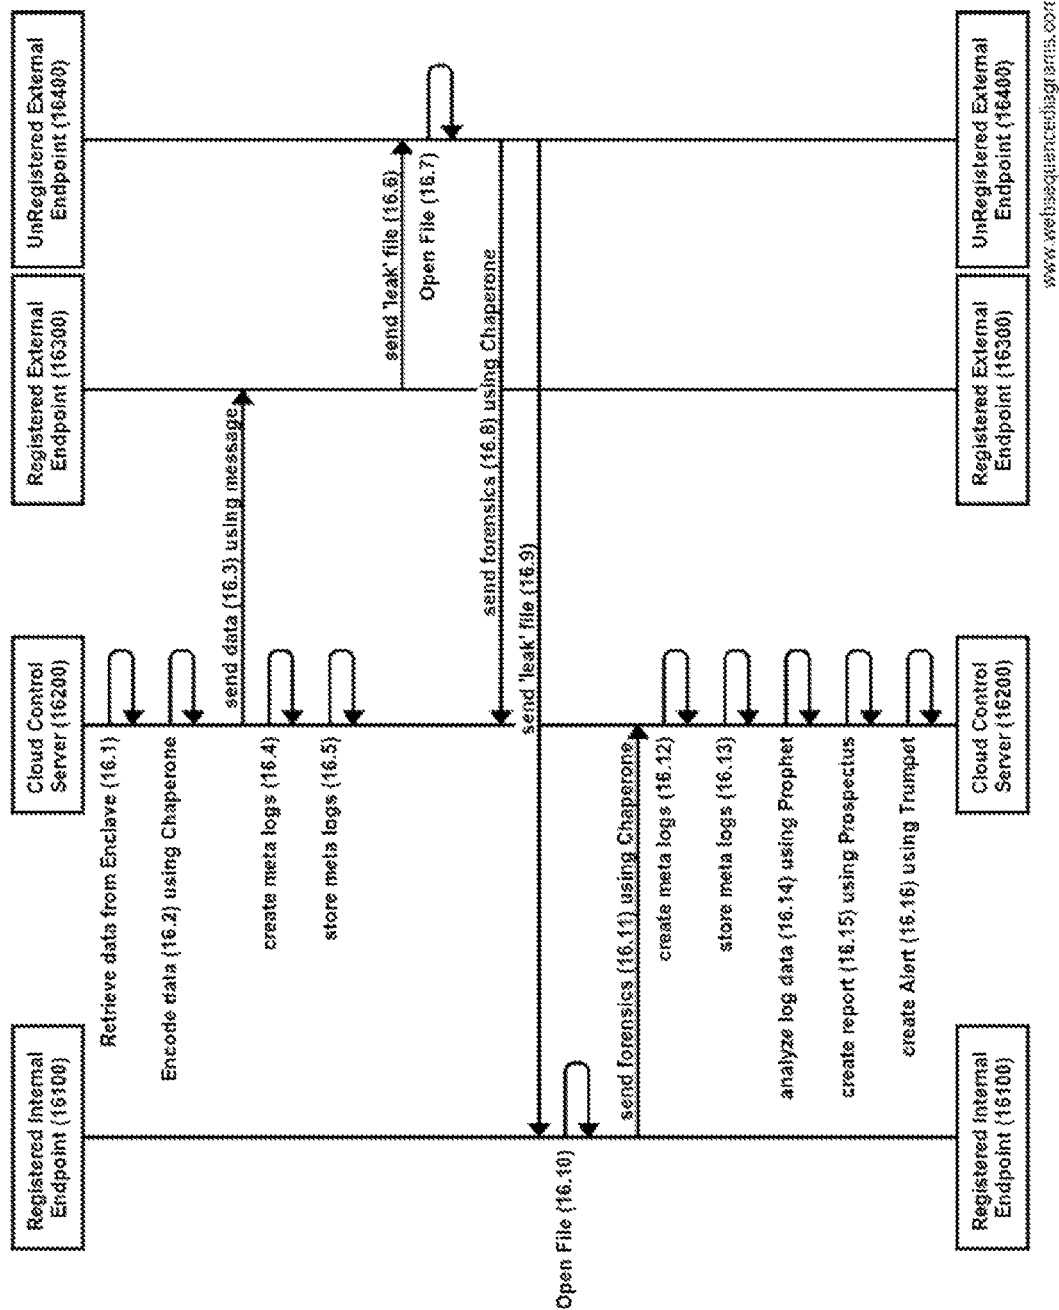 Registered Internal
Endpoint (16100)
Cloud Control
Server (16200)
Registered External
Endpoint (16300)
UnRegistered External
Endpoint (16400)
Retrieve data from Enclave (16.1)
Encode data (16.2) using Chaperone
send data (16.3) using message
create meta logs (16.4)
store meta logs (16.5)
send 'leak' file (16.6)
Open File (16.7)
send forensics (16.8) using Chaperone
send 'leak' file (16.9)
Open File (16.10)
send forensics (16.11) using Chaperone
create meta logs (16.12)
store meta logs (16.13)
analyze log data (16.14) using Prophet
create report (16.15) using Prospectus
create Alert (16.16) using Trumpet
Registered Internal
Endpoint (16100)
Cloud Control
Server (16200)
Registered External
Endpoint (16300)
UnRegistered External
Endpoint (16400)
www.websequencediagrams.com